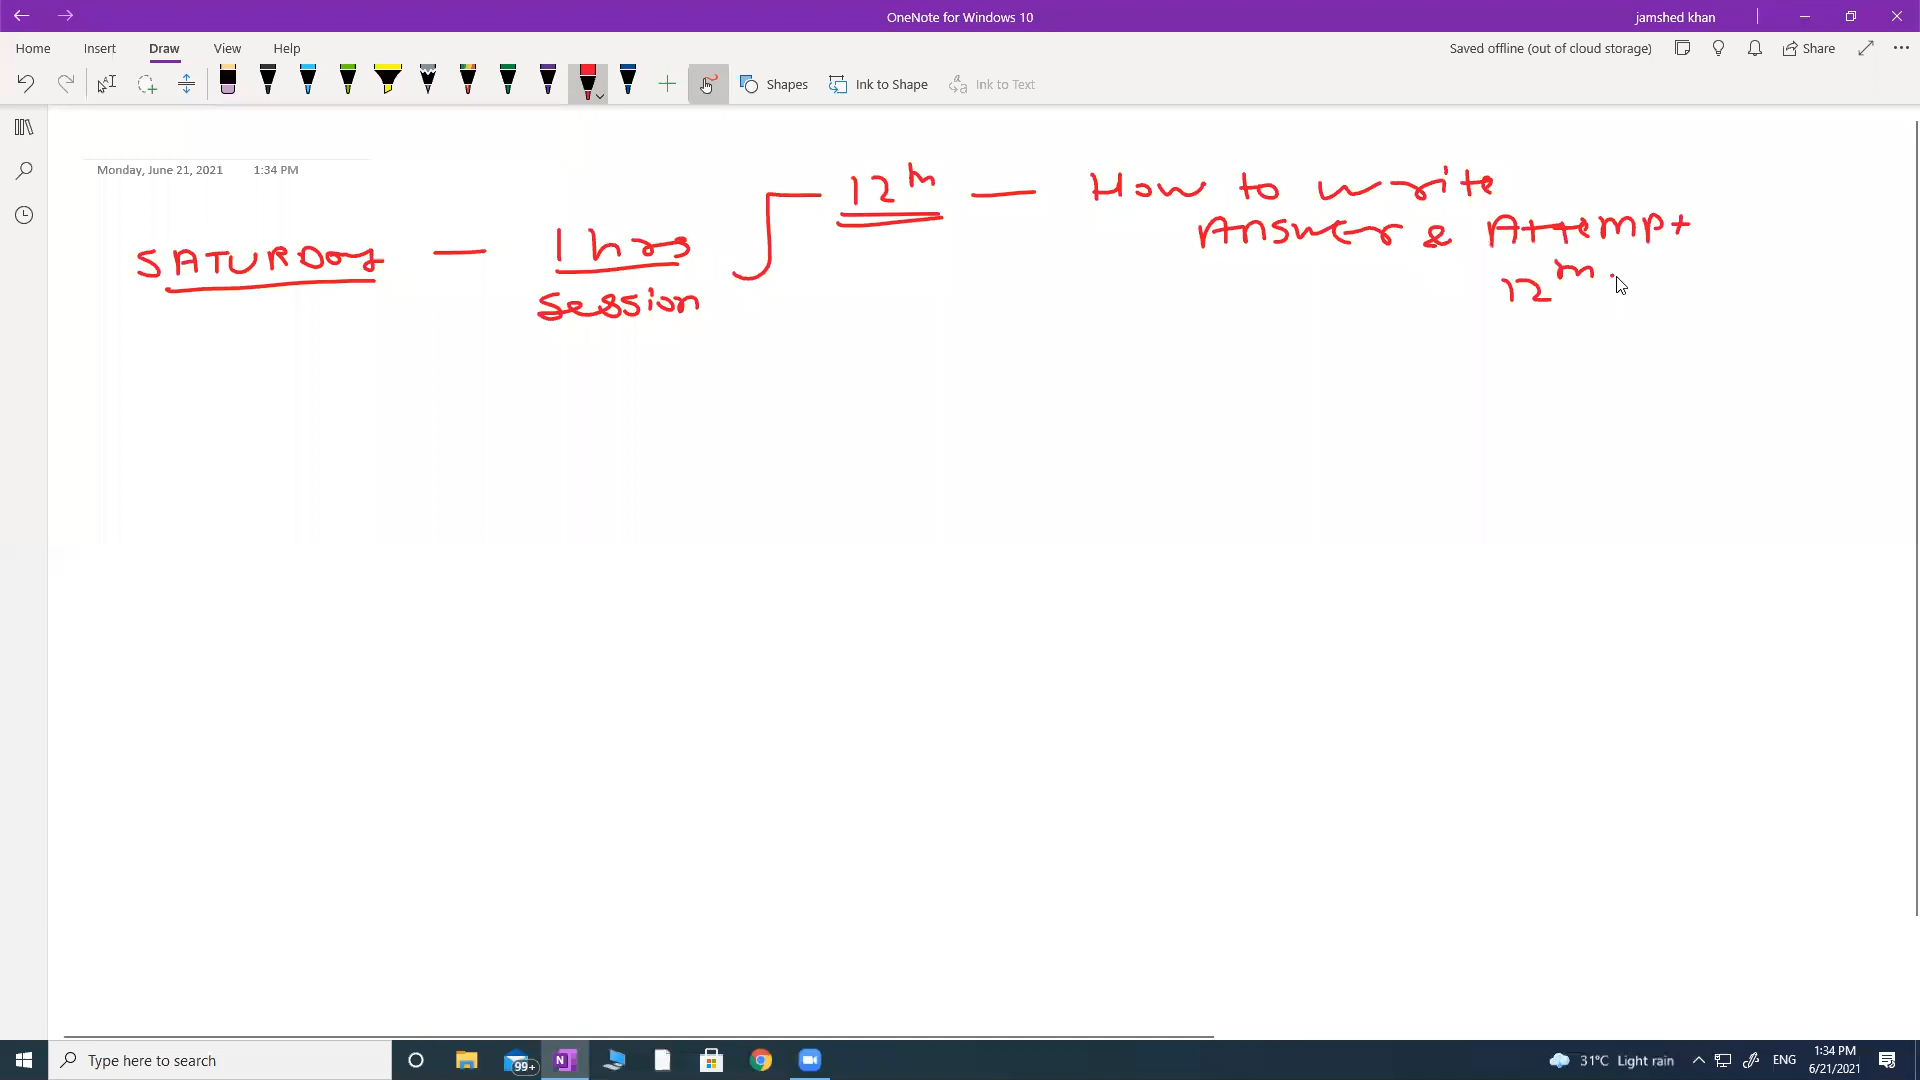 OneNote for Windows 10
jamshed khan
Home Insert Draw View Help
Saved offline (out of cloud storage)
Share
Shapes
Ink to Shape
Ink to Text
Monday, June 21, 2021 1:34 PM
SATURDay — 1 hrs
Session
12 m — How to write
Answer & Attempt
12 m.
Type here to search
99+
31°C Light rain
ENG
1:34 PM
6/21/2021